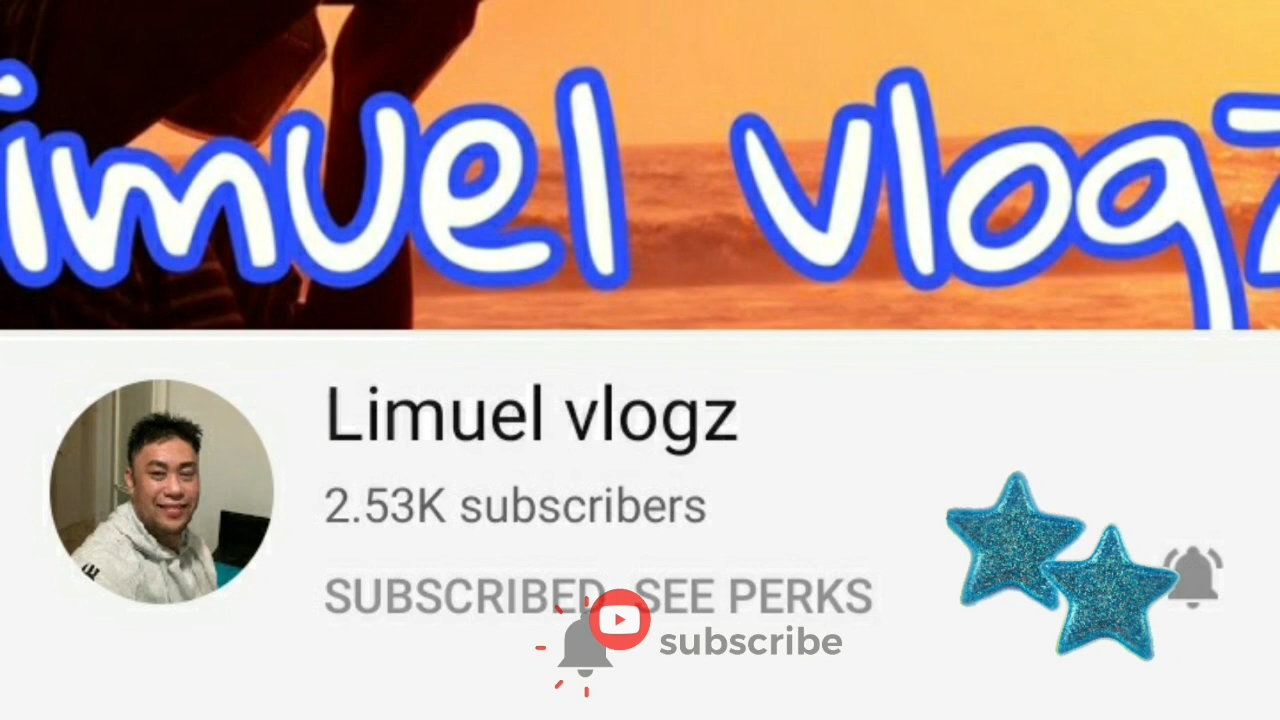 imuel vlogz
Limuel vlogz
2.53K subscribers
SUBSCRIBED SEE PERKS
subscribe